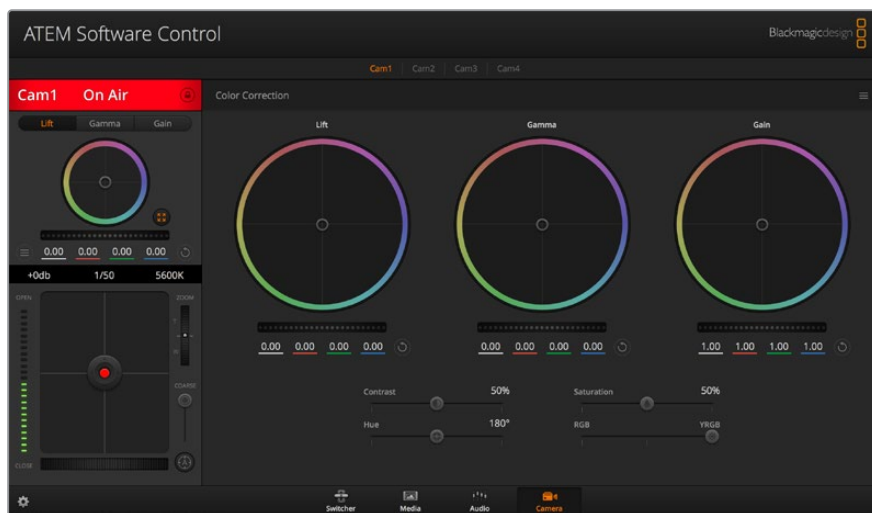 ATEM Software Control
Blackmagicdesign
Cam1 Cam2 Cam3 Cam4
Cam1 On Air
Color Correction
Lift Gamma Gain
Lift Gamma Gain
0.00 0.00 0.00 0.00
+0db 1/50 5600K
OPEN
ZOOM
T
W
COARSE
CLOSE
0.00 0.00 0.00 0.00
0.00 0.00 0.00 0.00
1.00 1.00 1.00 1.00
Contrast 50%
Saturation 50%
Hue 180°
RGB YRGB
Switcher Media Audio Camera